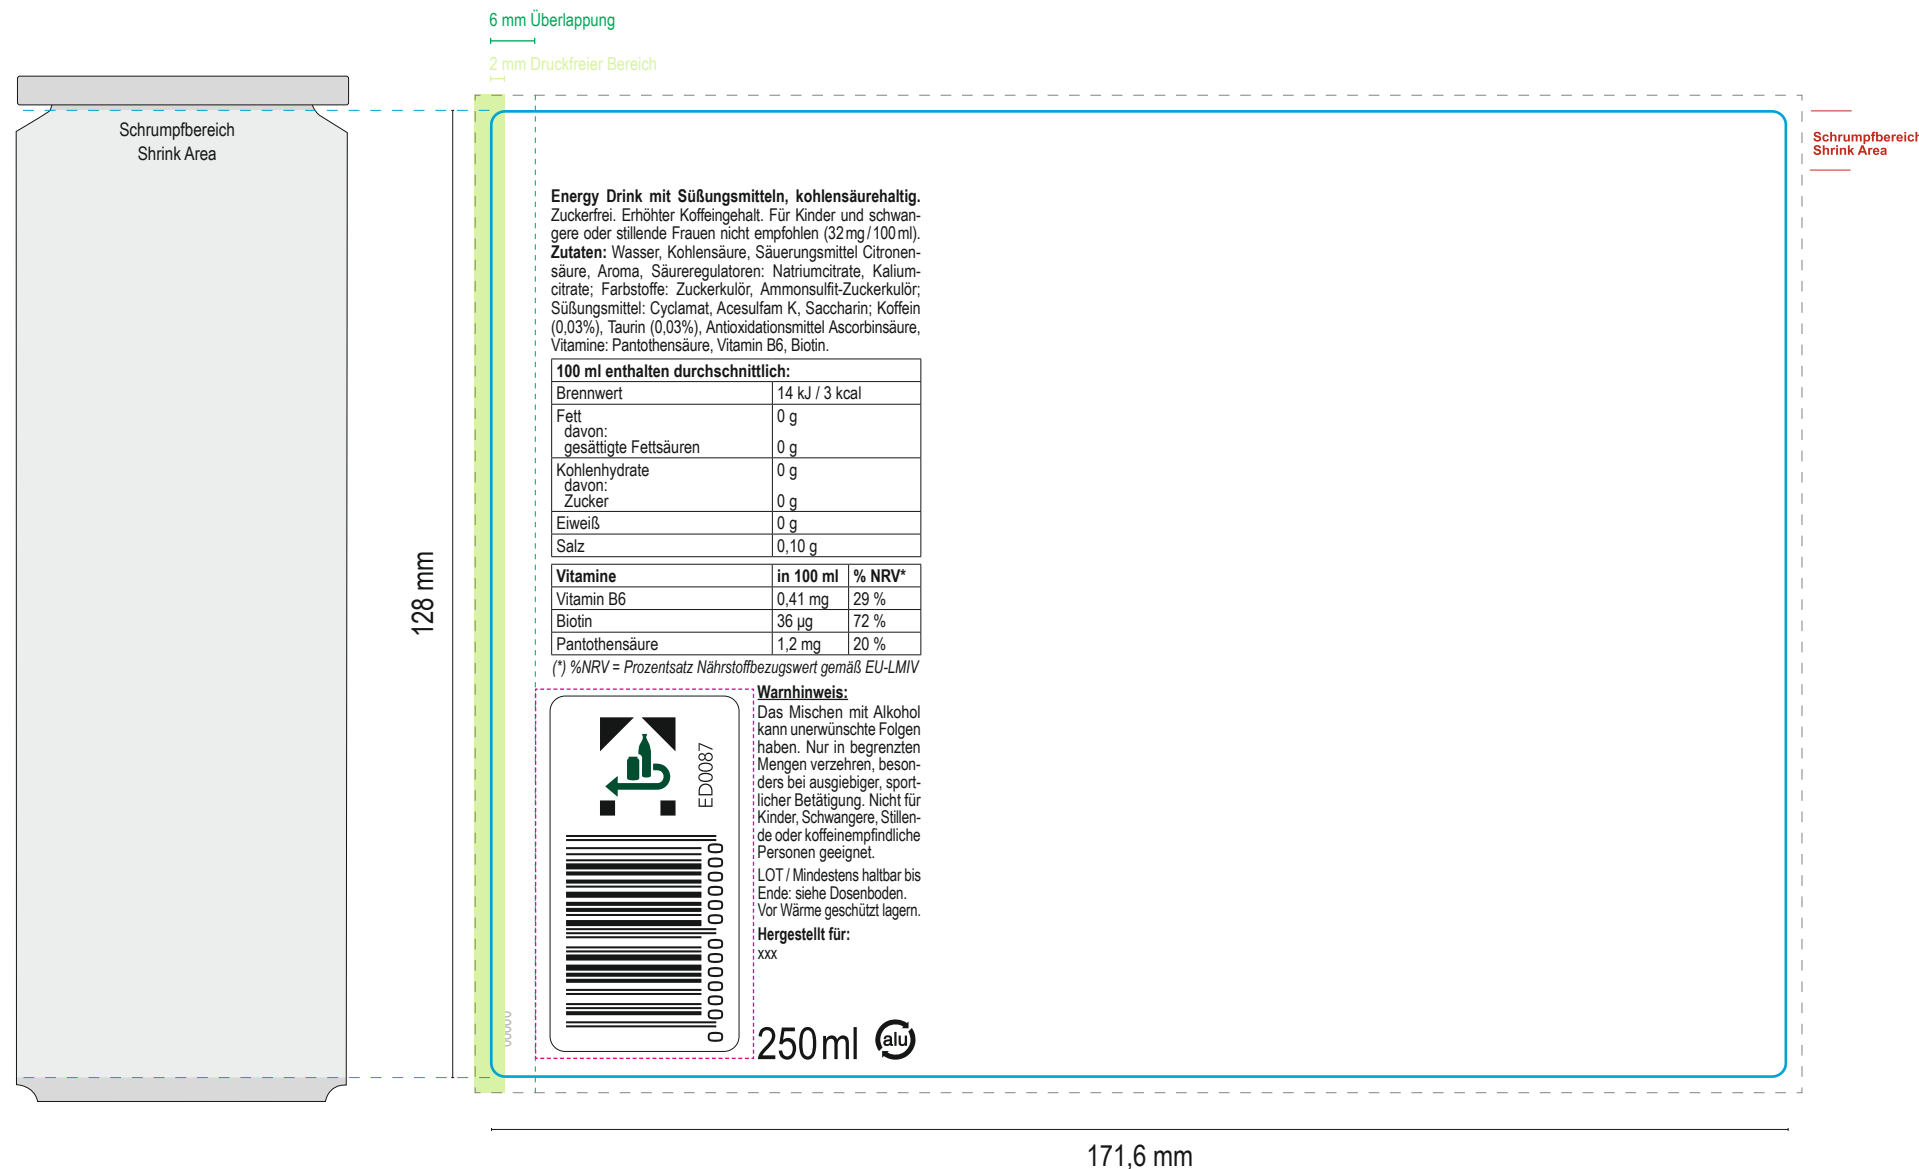 6 mm Überlappung
2 mm Druckfreier Bereich
Schrumpfbereich
Shrink Area
Schrumpfbereich
Shrink Area
128 mm
Energy Drink mit Süßungsmitteln, kohlensäurehaltig.
Zuckerfrei. Erhöhter Koffeingehalt. Für Kinder und schwan-
gere oder stillende Frauen nicht empfohlen (32 mg / 100 ml).
Zutaten: Wasser, Kohlensäure, Säuerungsmittel Citronen-
säure, Aroma, Säureregulatoren: Natriumcitrate, Kalium-
citrate; Farbstoffe: Zuckerkulör, Ammonsulfit-Zuckerkulör;
Süßungsmittel: Cyclamat, Acesulfam K, Saccharin; Koffein
(0,03%), Taurin (0,03%), Antioxidationsmittel Ascorbinsäure,
Vitamine: Pantothensäure, Vitamin B6, Biotin.
100 ml enthalten durchschnittlich:
Brennwert 14 kJ / 3 kcal
Fett 0 g
davon:
gesättigte Fettsäuren 0 g
Kohlenhydrate 0 g
davon:
Zucker 0 g
Eiweiß 0 g
Salz 0,10 g
Vitamine in 100 ml % NRV*
Vitamin B6 0,41 mg 29 %
Biotin 36 µg 72 %
Pantothensäure 1,2 mg 20 %
(*) %NRV = Prozentsatz Nährstoffbezugswert gemäß EU-LMIV
ED0087
0 000000 000000
00000
Warnhinweis:
Das Mischen mit Alkohol
kann unerwünschte Folgen
haben. Nur in begrenzten
Mengen verzehren, beson-
ders bei ausgiebiger, sport-
licher Betätigung. Nicht für
Kinder, Schwangere, Stillen-
de oder koffeinempfindliche
Personen geeignet.
LOT / Mindestens haltbar bis
Ende: siehe Dosenboden.
Vor Wärme geschützt lagern.
Hergestellt für:
xxx
250 ml alu
171,6 mm